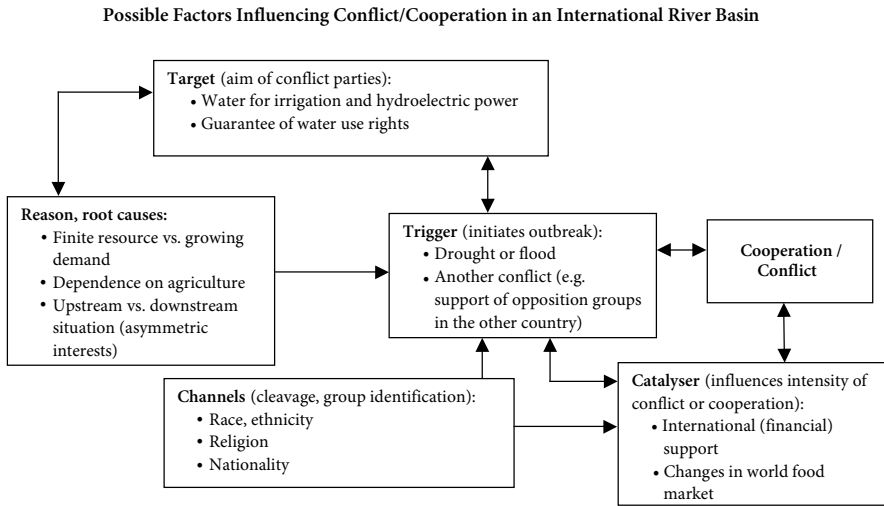 Possible Factors Influencing Conflict/Cooperation in an International River Basin
Target (aim of conflict parties):
• Water for irrigation and hydroelectric power
• Guarantee of water use rights
Reason, root causes:
• Finite resource vs. growing
demand
• Dependence on agriculture
• Upstream vs. downstream
situation (asymmetric
interests)
Trigger (initiates outbreak):
• Drought or flood
• Another conflict (e.g.
support of opposition groups
in the other country)
Cooperation /
Conflict
Channels (cleavage, group identification):
• Race, ethnicity
• Religion
• Nationality
Catalyser (influences intensity of
conflict or cooperation):
• International (financial)
support
• Changes in world food
market